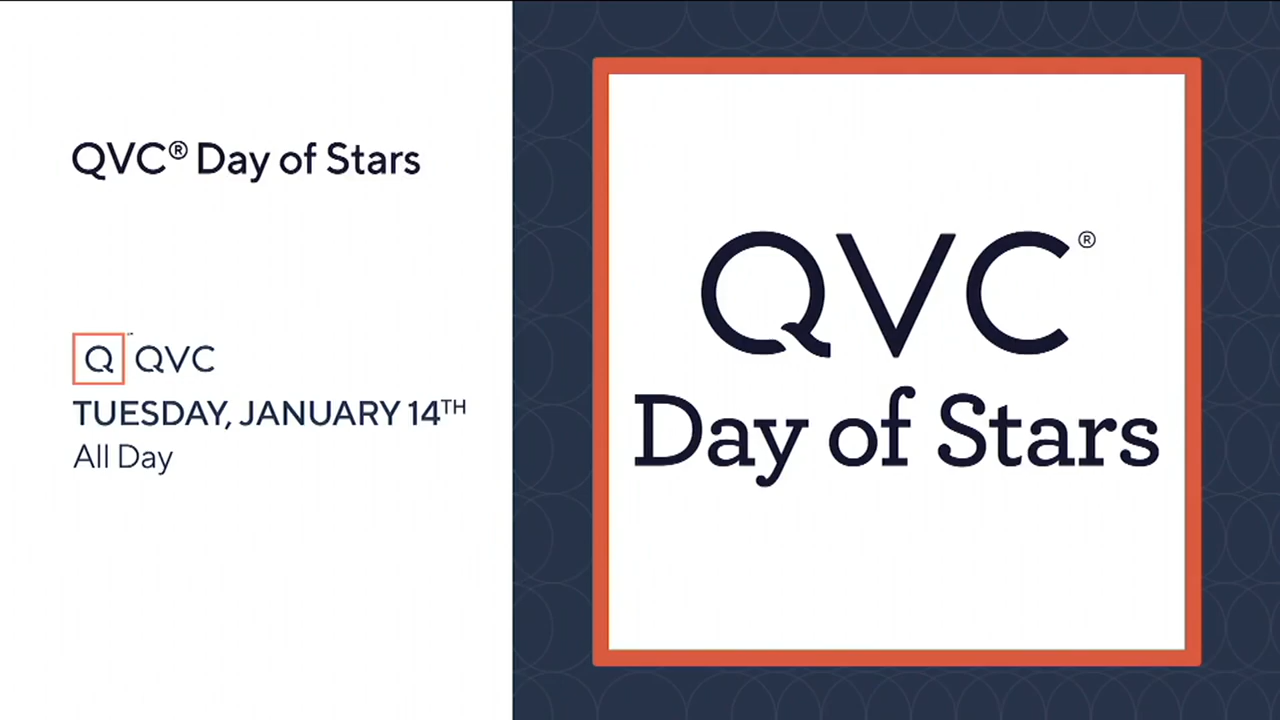 QVC® Day of Stars
Q QVC
TUESDAY, JANUARY 14TH
All Day
QVC®
Day of Stars